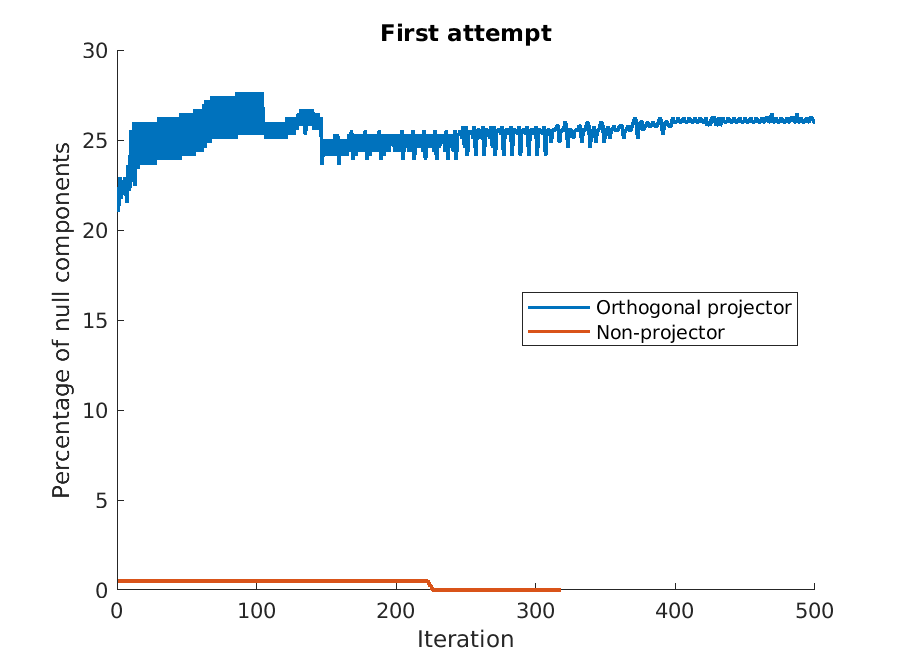 First attempt
30
25
20
15
10
5
0
Percentage of null components
Orthogonal projector
Non-projector
0 100 200 300 400 500
Iteration